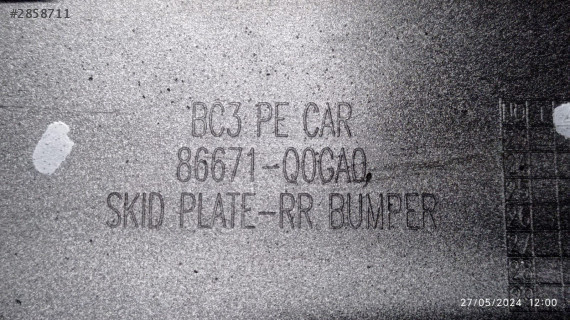 #2858711
BC3 PE CAR
86671-Q0GA0
SKID PLATE-RR BUMPER
27/05/2024 12:00